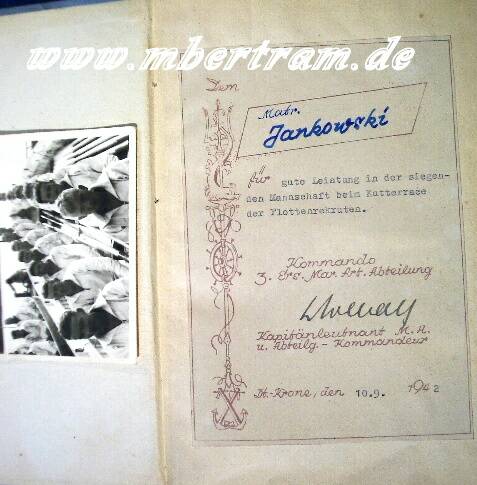 www.mbertram.de
Dem
Matr.
Jankowski
für gute Leistung in der siegen-
den Mannschaft beim Kutterrace
der Flottenrekruten.
Kommando
3. Ers. Mar. Art. Abteilung
Kapitänleutnant M.A.
u. Abteilg.-Kommandeur
Dt.-Krone, den 10.9. 1942